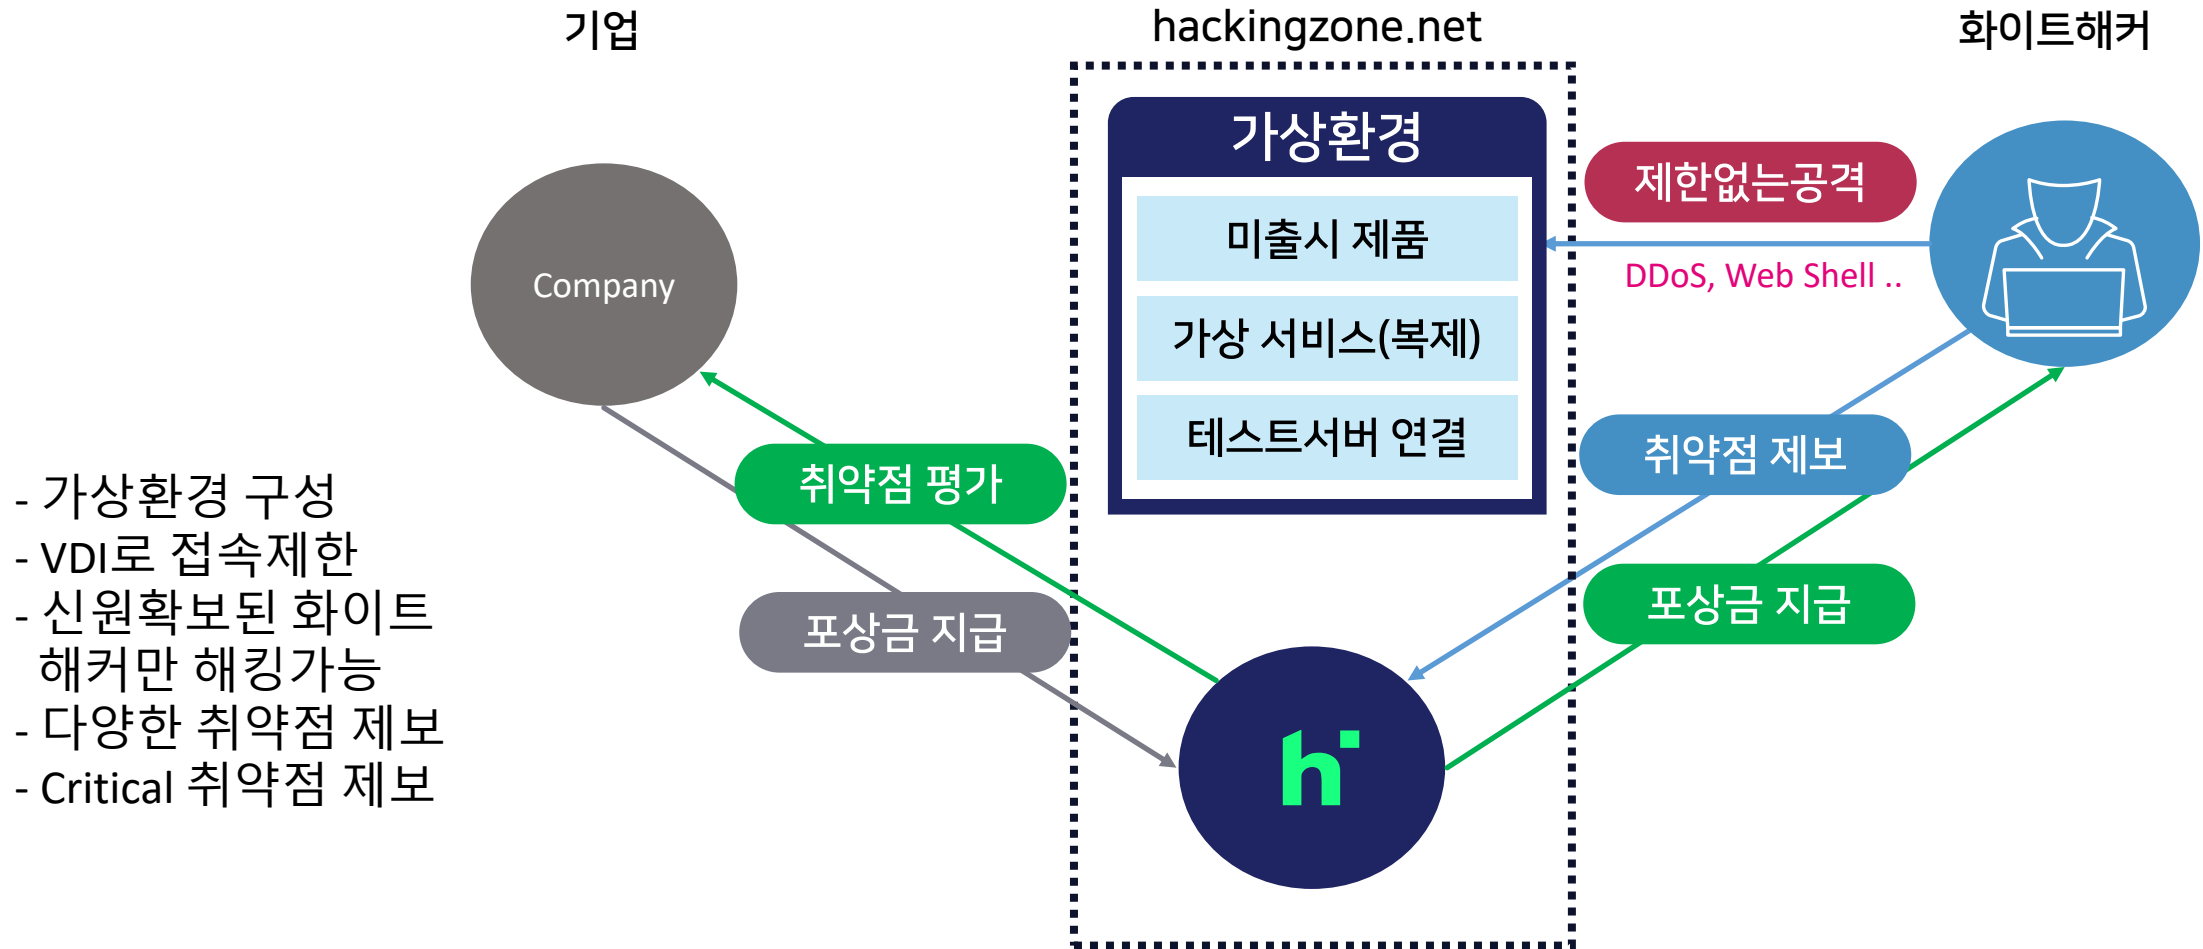 기업
hackingzone.net
화이트해커
가상환경
미출시 제품
가상 서비스(복제)
테스트서버 연결
제한없는공격
DDoS, Web Shell ..
Company
취약점 평가
포상금 지급
취약점 제보
포상금 지급
h
- 가상환경 구성
- VDI로 접속제한
- 신원확보된 화이트
해커만 해킹가능
- 다양한 취약점 제보
- Critical 취약점 제보